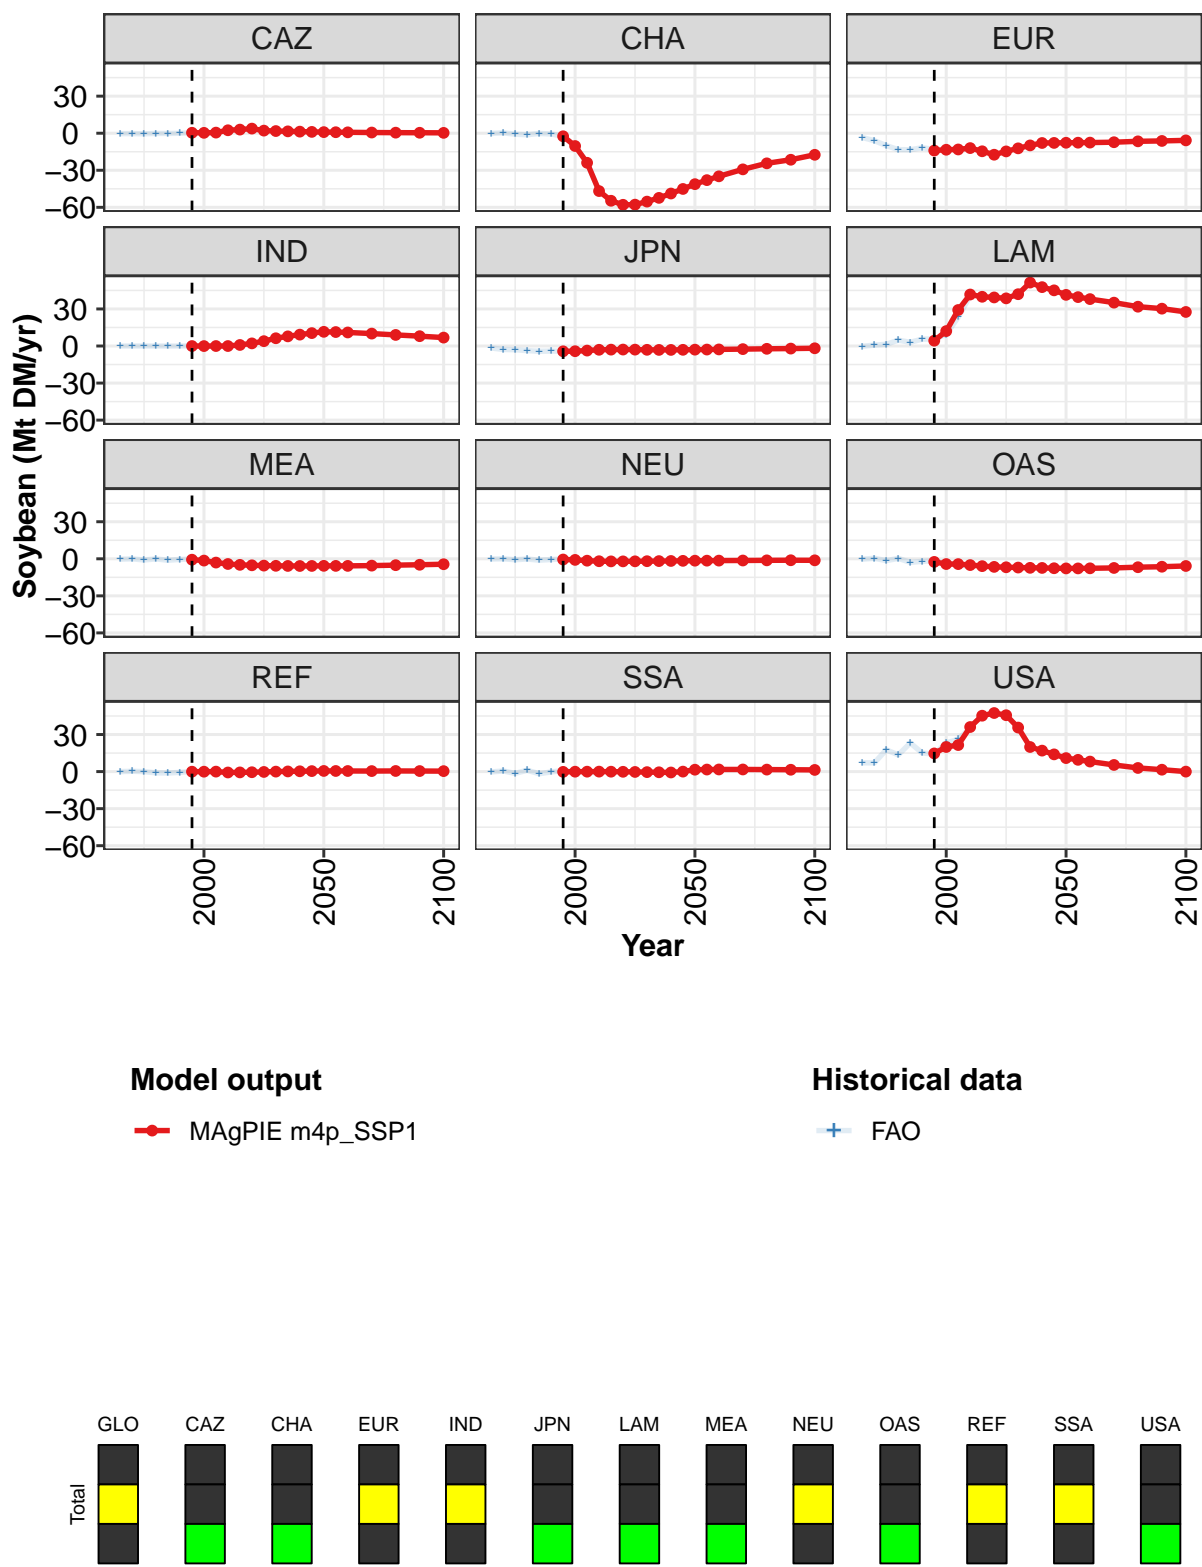 CAZ CHA EUR
30
0
−30
−60
IND JPN LAM
30
0
−30
−60
MEA NEU OAS
30
0
−30
−60
REF SSA USA
30
0
−30
−60
Soybean (Mt DM/yr)
2000 2050 2100 2000 2050 2100 2000 2050 2100
Year
Model output Historical data
MAgPIE m4p_SSP1 FAO
GLO CAZ CHA EUR IND JPN LAM MEA NEU OAS REF SSA USA
Total